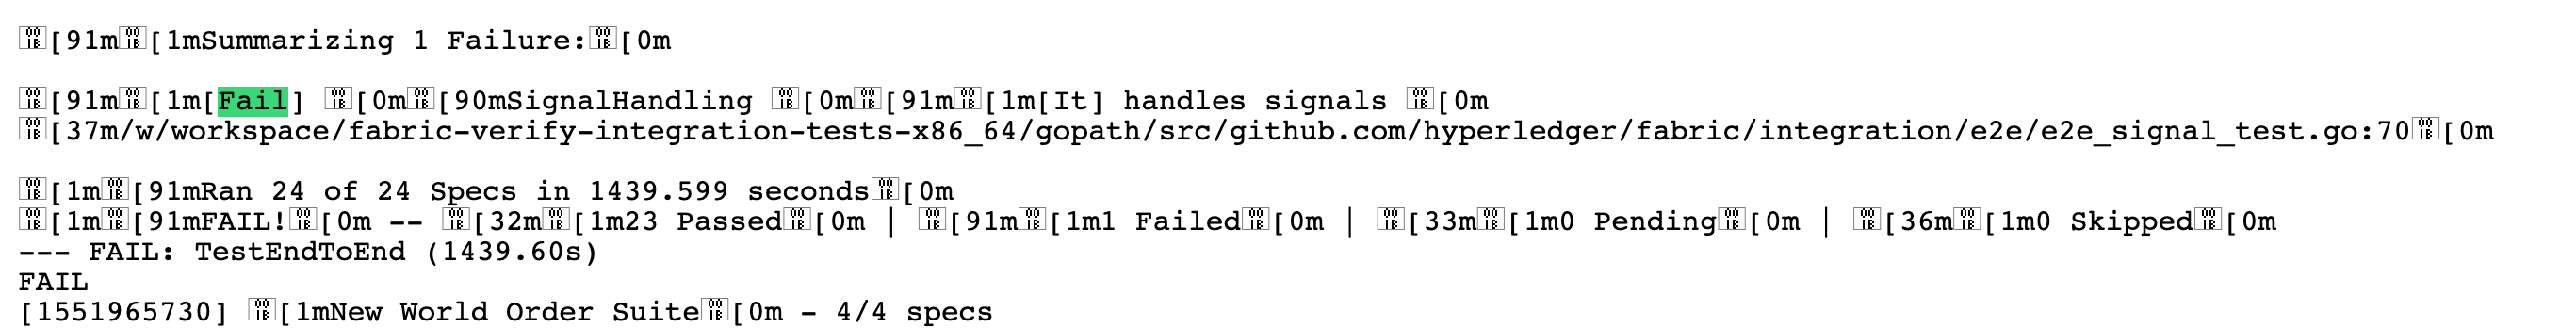 [91m[1mSummarizing 1 Failure:[0m
[91m[1m[Fail] [0m[90mSignalHandling [0m[91m[1m[It] handles signals [0m
[37m/w/workspace/fabric-verify-integration-tests-x86_64/gopath/src/github.com/hyperledger/fabric/integration/e2e/e2e_signal_test.go:70[0m
[1m[91mRan 24 of 24 Specs in 1439.599 seconds[0m
[1m[91mFAIL![0m -- [32m[1m23 Passed[0m | [91m[1m1 Failed[0m | [33m[1m0 Pending[0m | [36m[1m0 Skipped[0m
--- FAIL: TestEndToEnd (1439.60s)
FAIL
[1551965730] [1mNew World Order Suite[0m - 4/4 specs